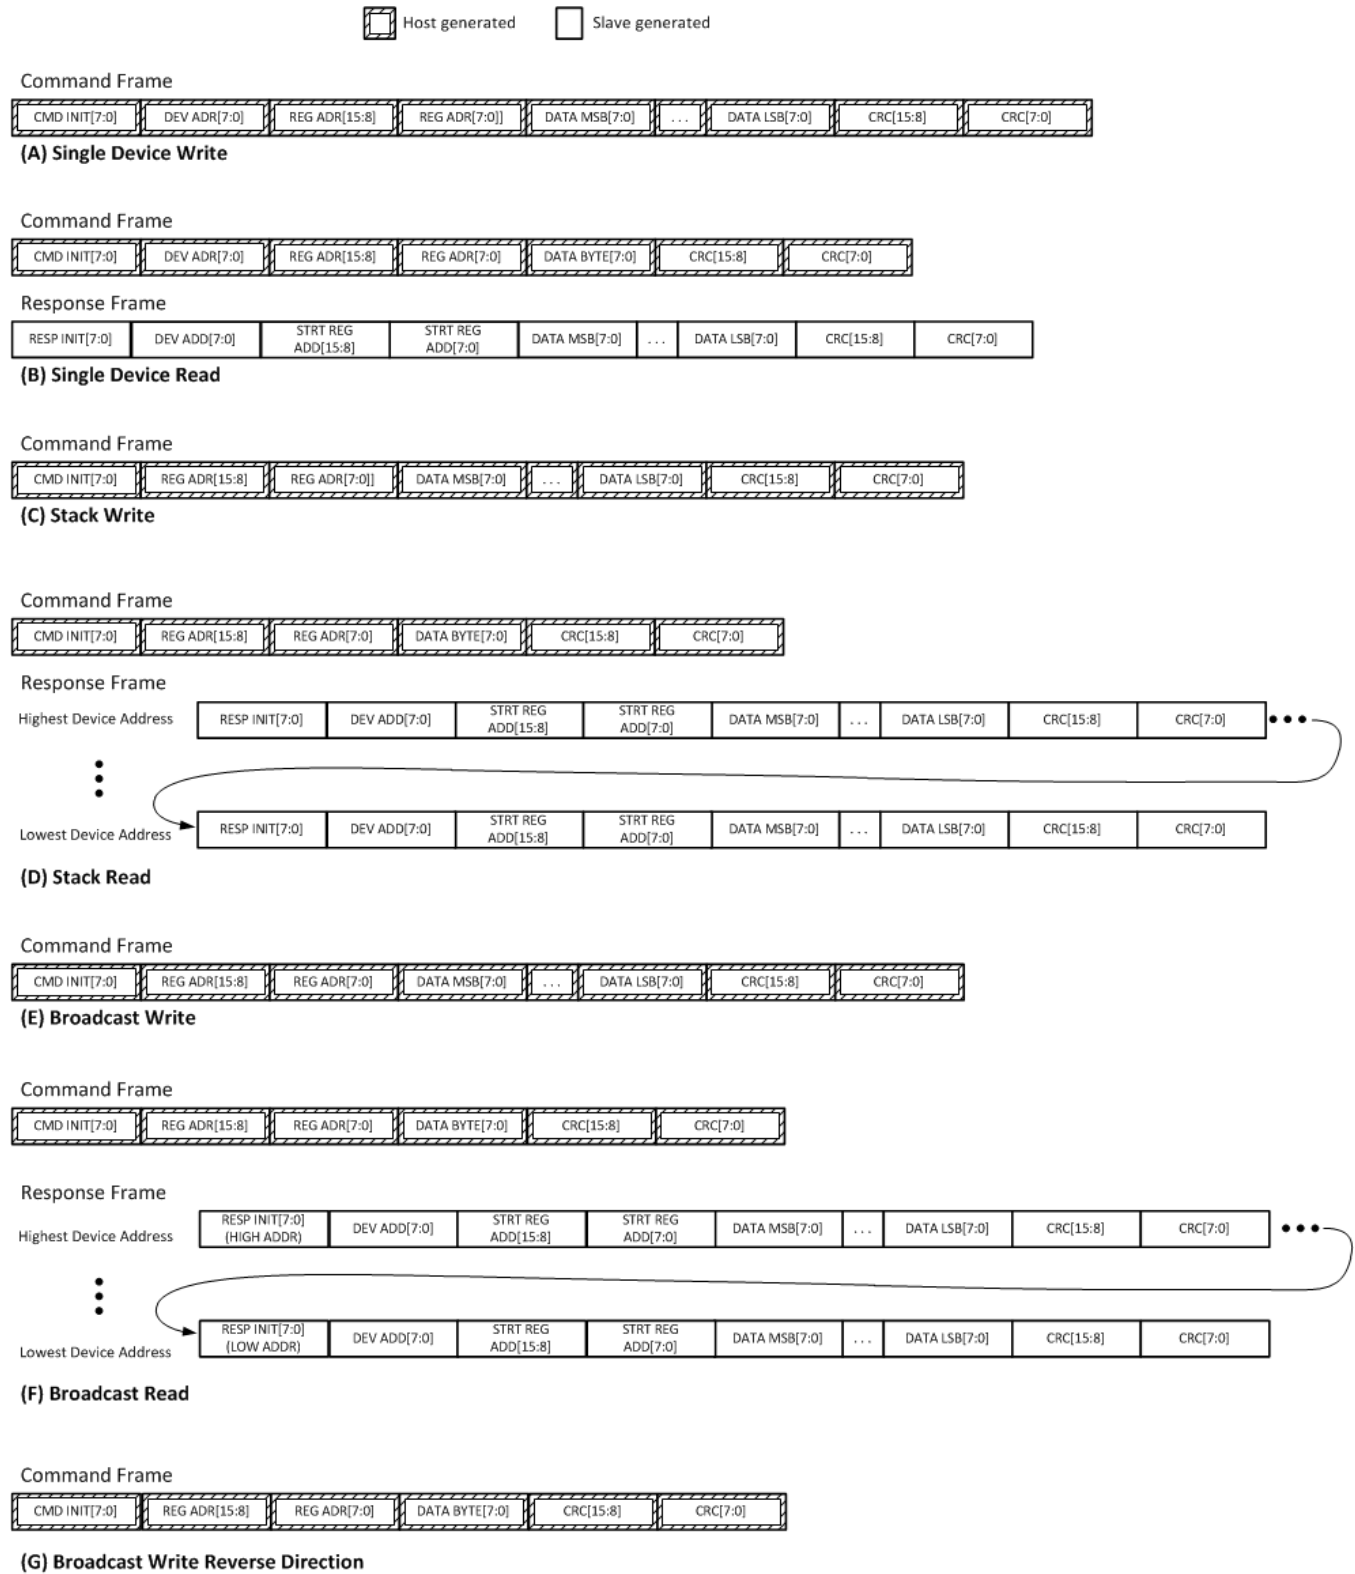 Host generated Slave generated
Command Frame
CMD INIT[7:0] DEV ADR[7:0] REG ADR[15:8] REG ADR[7:0]] DATA MSB[7:0] ... DATA LSB[7:0] CRC[15:8] CRC[7:0]
(A) Single Device Write
Command Frame
CMD INIT[7:0] DEV ADR[7:0] REG ADR[15:8] REG ADR[7:0] DATA BYTE[7:0] CRC[15:8] CRC[7:0]
Response Frame
RESP INIT[7:0] DEV ADD[7:0] STRT REG ADD[15:8] STRT REG ADD[7:0] DATA MSB[7:0] ... DATA LSB[7:0] CRC[15:8] CRC[7:0]
(B) Single Device Read
Command Frame
CMD INIT[7:0] REG ADR[15:8] REG ADR[7:0]] DATA MSB[7:0] ... DATA LSB[7:0] CRC[15:8] CRC[7:0]
(C) Stack Write
Command Frame
CMD INIT[7:0] REG ADR[15:8] REG ADR[7:0] DATA BYTE[7:0] CRC[15:8] CRC[7:0]
Response Frame
Highest Device Address RESP INIT[7:0] DEV ADD[7:0] STRT REG ADD[15:8] STRT REG ADD[7:0] DATA MSB[7:0] ... DATA LSB[7:0] CRC[15:8] CRC[7:0]
Lowest Device Address RESP INIT[7:0] DEV ADD[7:0] STRT REG ADD[15:8] STRT REG ADD[7:0] DATA MSB[7:0] ... DATA LSB[7:0] CRC[15:8] CRC[7:0]
(D) Stack Read
Command Frame
CMD INIT[7:0] REG ADR[15:8] REG ADR[7:0] DATA MSB[7:0] ... DATA LSB[7:0] CRC[15:8] CRC[7:0]
(E) Broadcast Write
Command Frame
CMD INIT[7:0] REG ADR[15:8] REG ADR[7:0] DATA BYTE[7:0] CRC[15:8] CRC[7:0]
Response Frame
Highest Device Address RESP INIT[7:0] (HIGH ADDR) DEV ADD[7:0] STRT REG ADD[15:8] STRT REG ADD[7:0] DATA MSB[7:0] ... DATA LSB[7:0] CRC[15:8] CRC[7:0]
Lowest Device Address RESP INIT[7:0] (LOW ADDR) DEV ADD[7:0] STRT REG ADD[15:8] STRT REG ADD[7:0] DATA MSB[7:0] ... DATA LSB[7:0] CRC[15:8] CRC[7:0]
(F) Broadcast Read
Command Frame
CMD INIT[7:0] REG ADR[15:8] REG ADR[7:0] DATA BYTE[7:0] CRC[15:8] CRC[7:0]
(G) Broadcast Write Reverse Direction